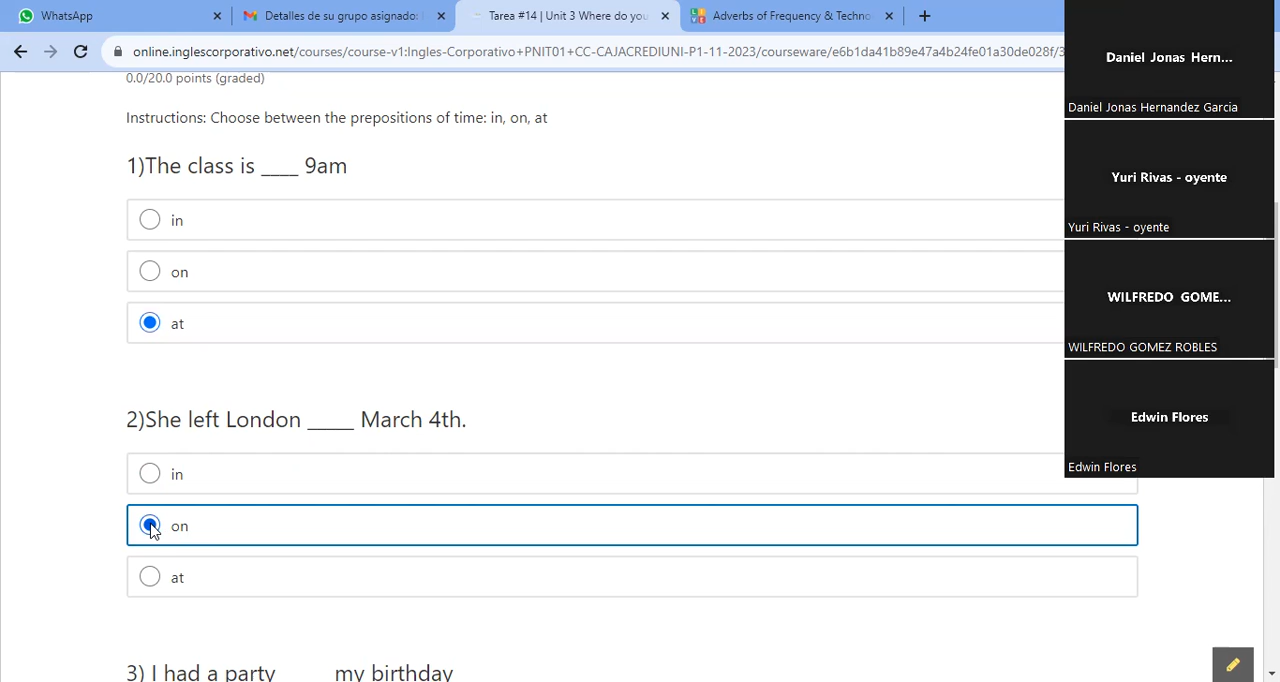 WhatsApp
Detalles de su grupo asignado:
Tarea #14 | Unit 3 Where do you
Adverbs of Frequency & Techno
online.inglescorporativo.net/courses/course-v1:Ingles-Corporativo+PNIT01+CC-CAJACREDIUNI-P1-11-2023/courseware/e6b1da41b89e47a4b24fe01a30de028f/3
0.0/20.0 points (graded)
Instructions: Choose between the prepositions of time: in, on, at
1)The class is ____ 9am
in
on
at
2)She left London _____ March 4th.
in
on
at
3) I had a party _____ my birthday
Daniel Jonas Hern...
Daniel Jonas Hernandez Garcia
Yuri Rivas - oyente
Yuri Rivas - oyente
WILFREDO GOME...
WILFREDO GOMEZ ROBLES
Edwin Flores
Edwin Flores